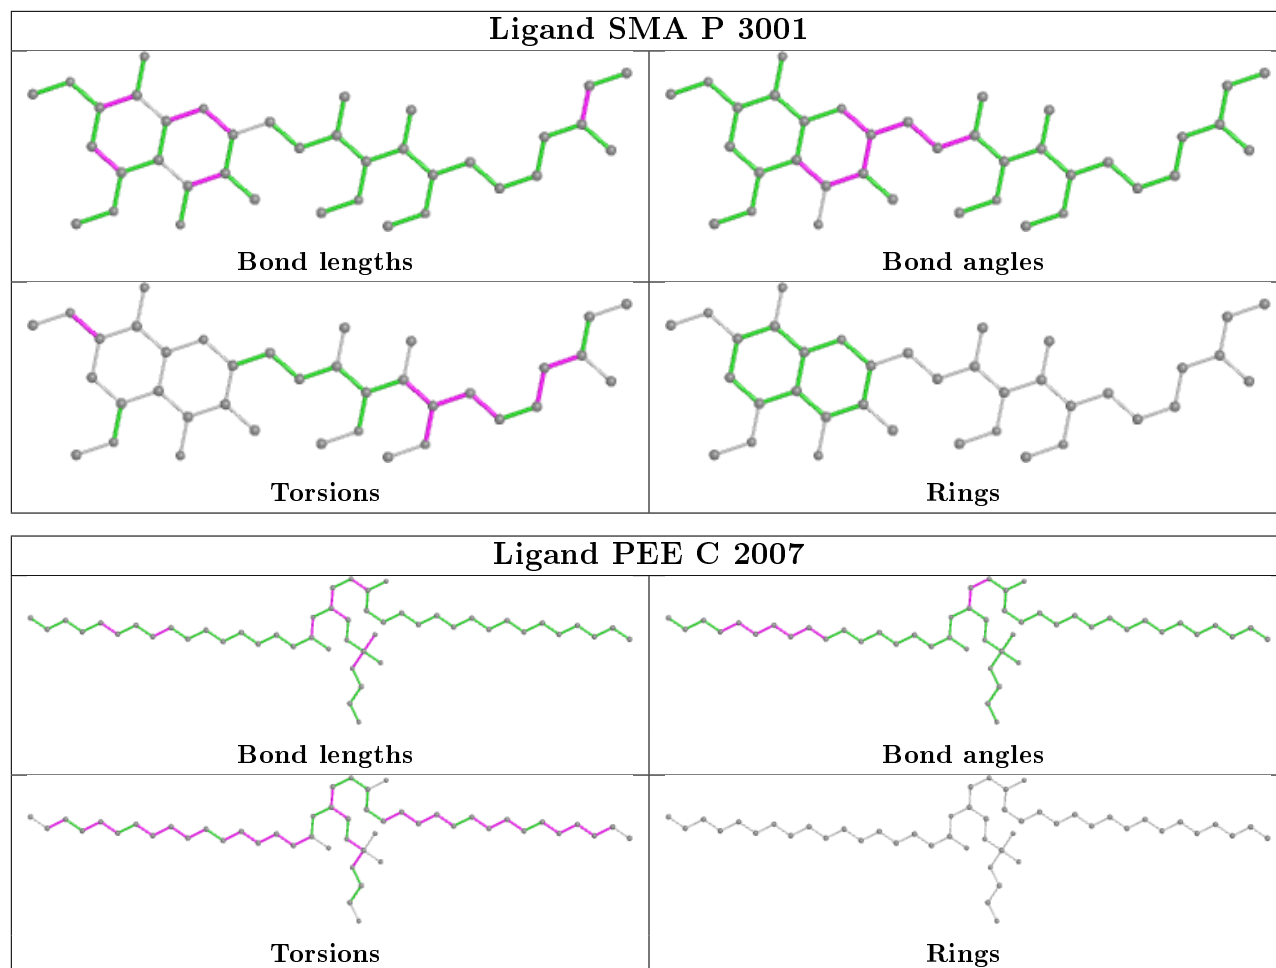 Ligand SMA P 3001
Bond lengths
Bond angles
Torsions
Rings
Ligand PEE C 2007
Bond lengths
Bond angles
Torsions
Rings